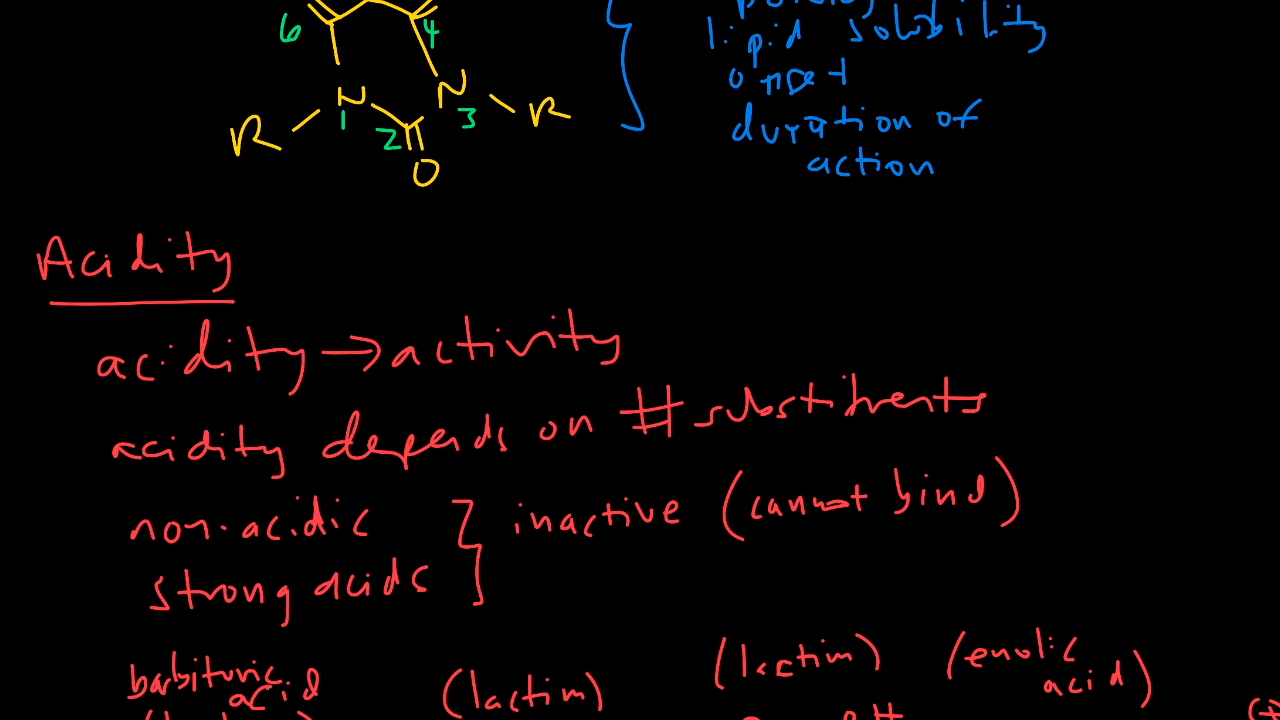 lipid solubility
onset
duration of
action
6
4
N
N
R
1
2
3
R
O
Acidity
acidity → activity
acidity depends on # substituents
non-acidic
strong acids
inactive (cannot bind)
barbituric
acid
(lactim)
(lactim)
(enolic
acid)